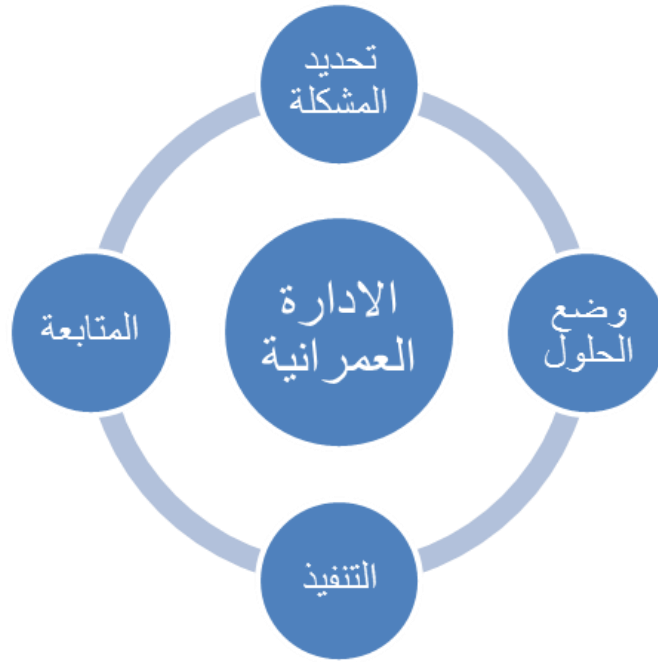 تحديد
المشكلة
وضع
الحلول
التنفيذ
المتابعة
الادارة
العمرانية